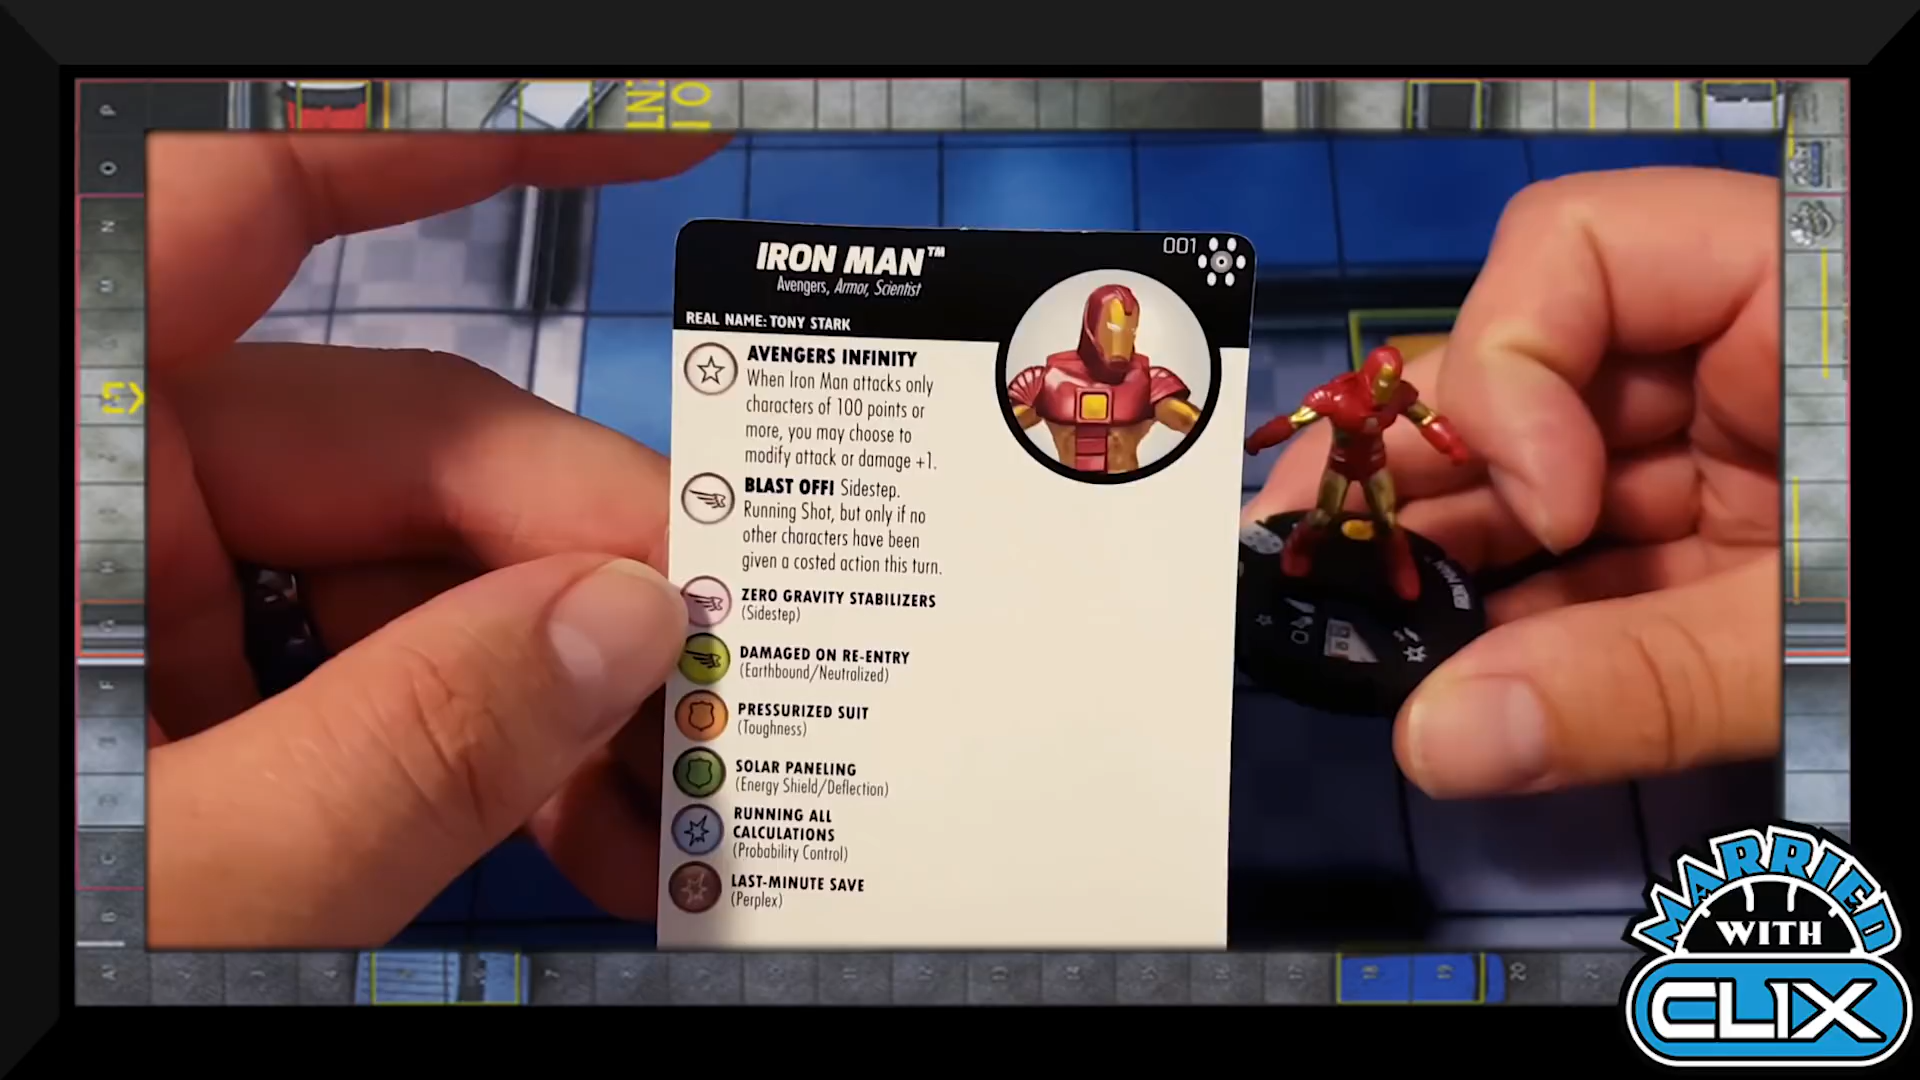 IRON MAN™
001
Avengers, Armor, Scientist
REAL NAME: TONY STARK
AVENGERS INFINITY
When Iron Man attacks only
characters of 100 points or
more, you may choose to
modify attack or damage +1.
BLAST OFF! Sidestep.
Running Shot, but only if no
other characters have been
given a costed action this turn.
ZERO GRAVITY STABILIZERS
(Sidestep)
DAMAGED ON RE-ENTRY
(Earthbound/Neutralized)
PRESSURIZED SUIT
(Toughness)
SOLAR PANELING
(Energy Shield/Deflection)
RUNNING ALL
CALCULATIONS
(Probability Control)
LAST-MINUTE SAVE
(Perplex)
IRON MAN
MARRIED
WITH
CLIX